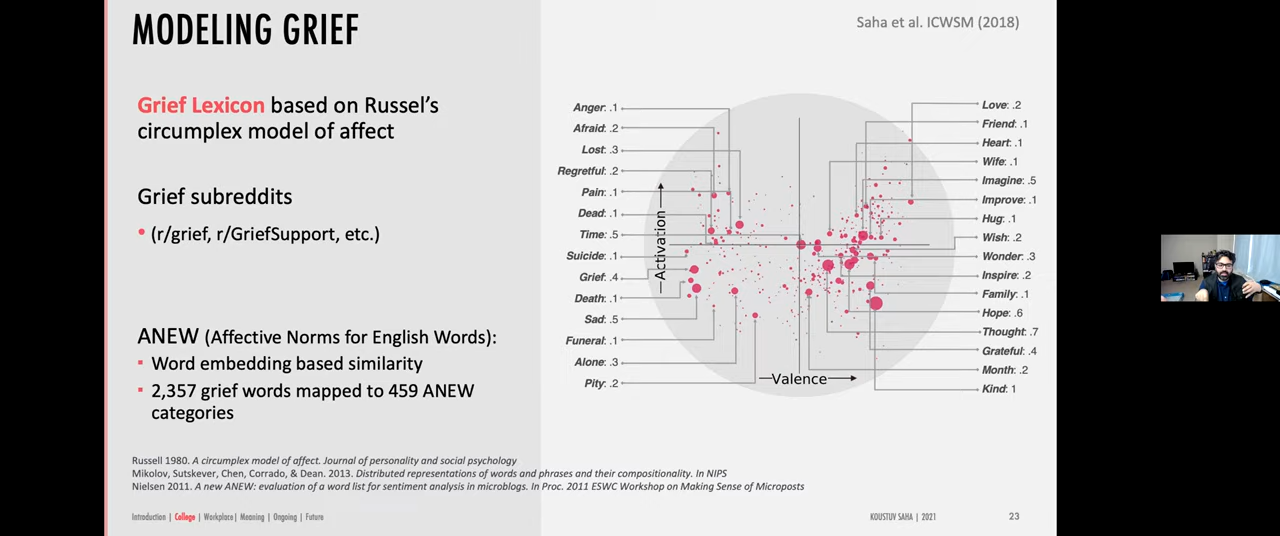 MODELING GRIEF
Saha et al. ICWSM (2018)
Grief Lexicon based on Russel's
circumplex model of affect
Grief subreddits
• (r/grief, r/GriefSupport, etc.)
ANEW (Affective Norms for English Words):
▪ Word embedding based similarity
▪ 2,357 grief words mapped to 459 ANEW
categories
Anger: .1
Afraid: .2
Lost: .3
Regretful: .2
Pain: .1
Dead: .1
Time: .5
Suicide: .1
Grief: .4
Death: .1
Sad: .5
Funeral: .1
Alone: .3
Pity: .2
Activation
Valence
Love: .2
Friend: .1
Heart: .1
Wife: .1
Imagine: .5
Improve: .1
Hug: .1
Wish: .2
Wonder: .3
Inspire: .2
Family: .1
Hope: .6
Thought: .7
Grateful: .4
Month: .2
Kind: 1
Russell 1980. A circumplex model of affect. Journal of personality and social psychology
Mikolov, Sutskever, Chen, Corrado, & Dean. 2013. Distributed representations of words and phrases and their compositionality. In NIPS
Nielsen 2011. A new ANEW: evaluation of a word list for sentiment analysis in microblogs. In Proc. 2011 ESWC Workshop on Making Sense of Microposts
Introduction | College | Workplace | Meaning | Ongoing | Future
KOUSTUV SAHA | 2021
23